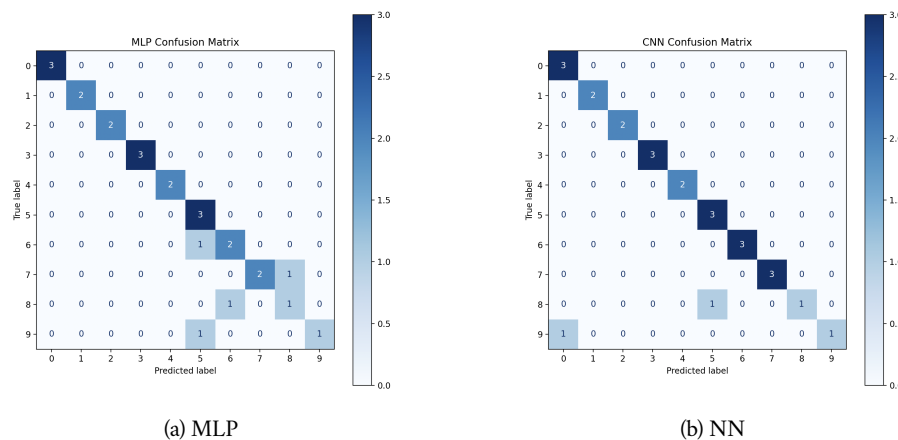 MLP Confusion Matrix
True label
0 3 0 0 0 0 0 0 0 0 0
1 0 2 0 0 0 0 0 0 0 0
2 0 0 2 0 0 0 0 0 0 0
3 0 0 0 3 0 0 0 0 0 0
4 0 0 0 0 2 0 0 0 0 0
5 0 0 0 0 0 3 0 0 0 0
6 0 0 0 0 0 1 2 0 0 0
7 0 0 0 0 0 0 0 2 1 0
8 0 0 0 0 0 0 1 0 1 0
9 0 0 0 0 0 1 0 0 0 1
0 1 2 3 4 5 6 7 8 9
Predicted label
3.0
2.5
2.0
1.5
1.0
0.5
0.0
(a) MLP
CNN Confusion Matrix
True label
0 3 0 0 0 0 0 0 0 0 0
1 0 2 0 0 0 0 0 0 0 0
2 0 0 2 0 0 0 0 0 0 0
3 0 0 0 3 0 0 0 0 0 0
4 0 0 0 0 2 0 0 0 0 0
5 0 0 0 0 0 3 0 0 0 0
6 0 0 0 0 0 0 3 0 0 0
7 0 0 0 0 0 0 0 3 0 0
8 0 0 0 0 0 1 0 0 1 0
9 1 0 0 0 0 0 0 0 0 1
0 1 2 3 4 5 6 7 8 9
Predicted label
3.0
2.
2.0
1.
1.0
0.
0.0
(b) NN